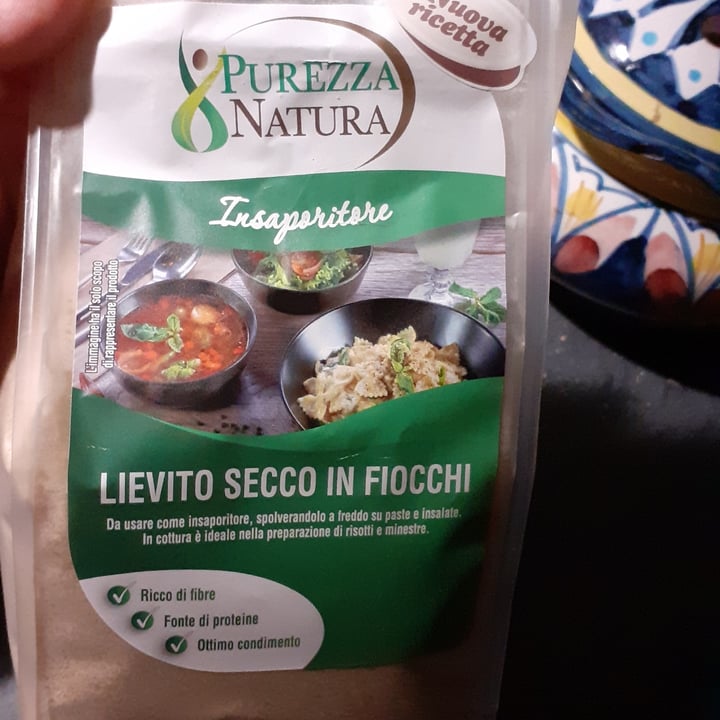 Nuova
ricetta
PUREZZA
NATURA
Insaporitore
L'immagine ha il solo scopo
di rappresentare il prodotto
LIEVITO SECCO IN FIOCCHI
Da usare come insaporitore, spolverandolo a freddo su paste e insalate.
In cottura è ideale nella preparazione di risotti e minestre.
Ricco di fibre
Fonte di proteine
Ottimo condimento